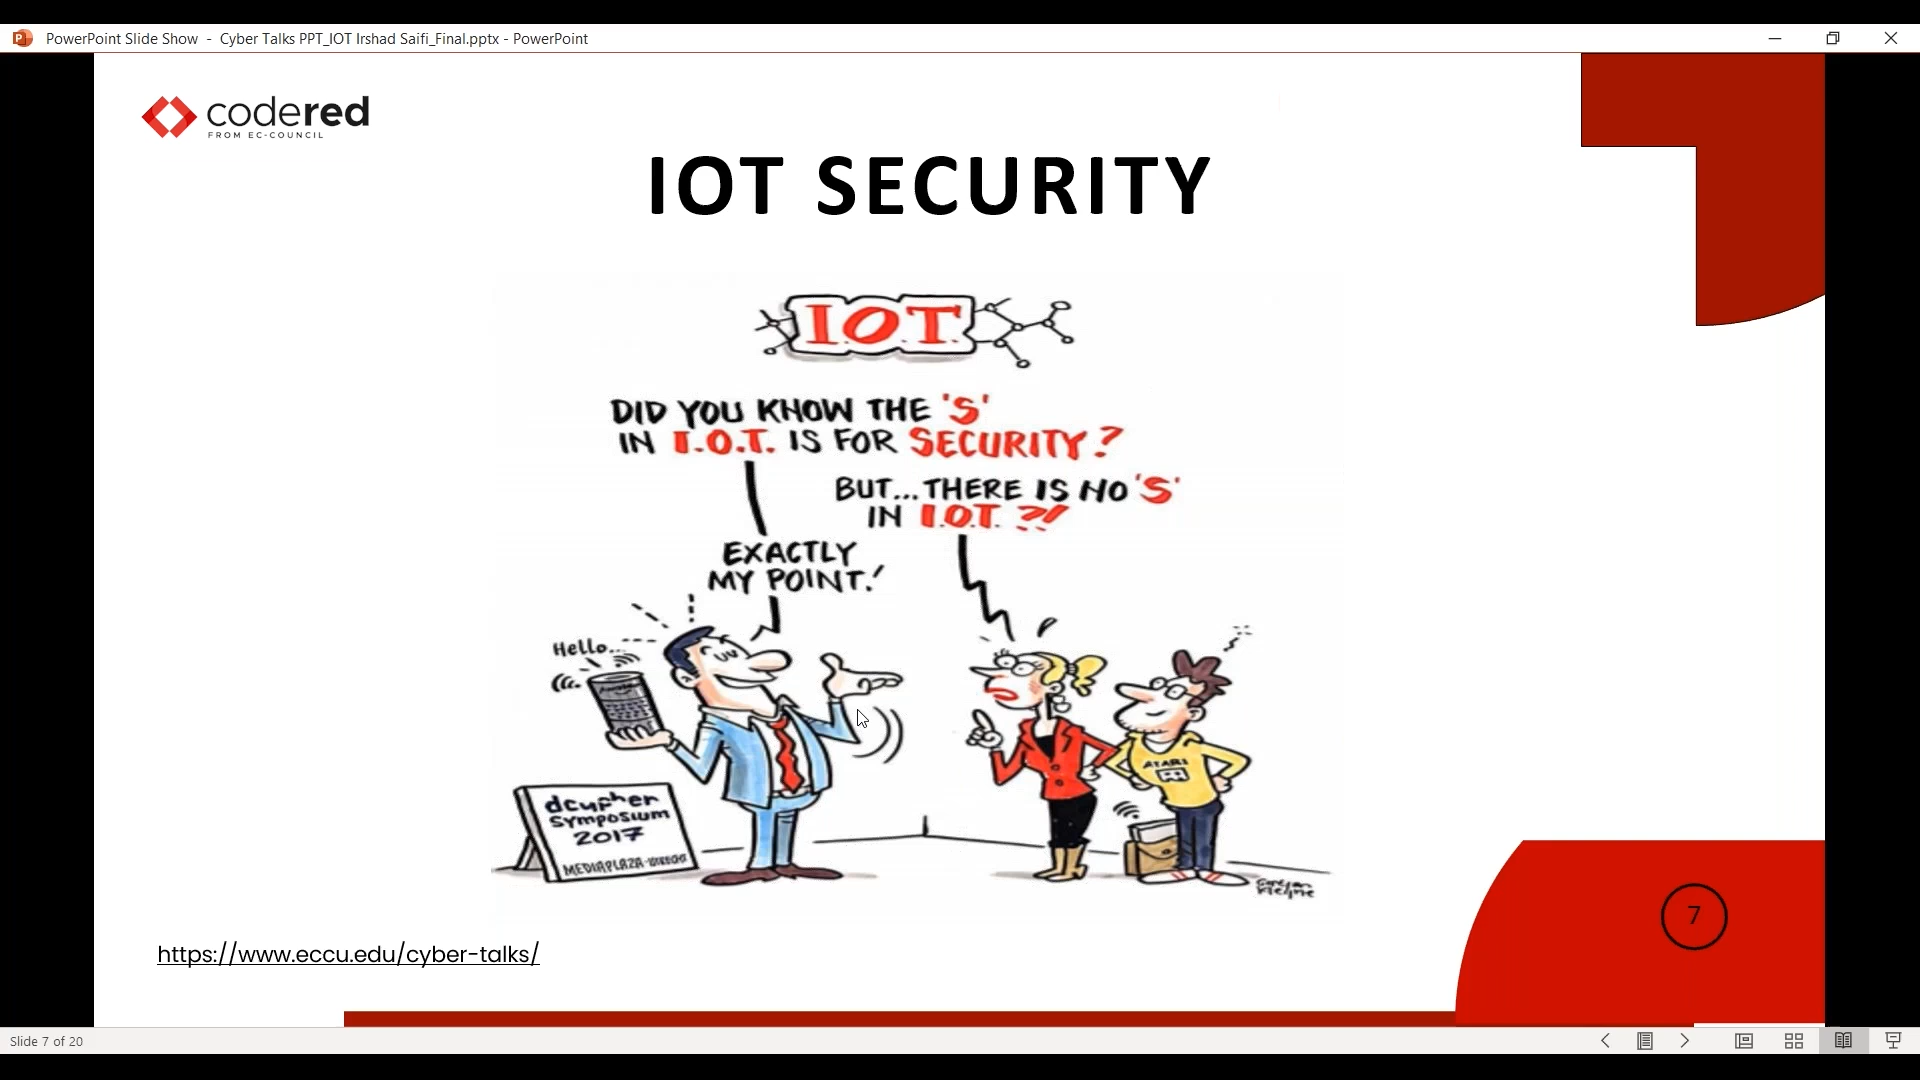 PowerPoint Slide Show - Cyber Talks PPT_IOT Irshad Saifi_Final.pptx - PowerPoint
codered
FROM EC-COUNCIL
IOT SECURITY
I.O.T.
DID YOU KNOW THE 'S'
IN I.O.T. IS FOR SECURITY?
BUT...THERE IS NO 'S'
IN I.O.T. ?!
EXACTLY
MY POINT!
Hello...
ATARI
dcypher
Symposium
2017
MEDIAPLAZA-
https://www.eccu.edu/cyber-talks/
7
Slide 7 of 20